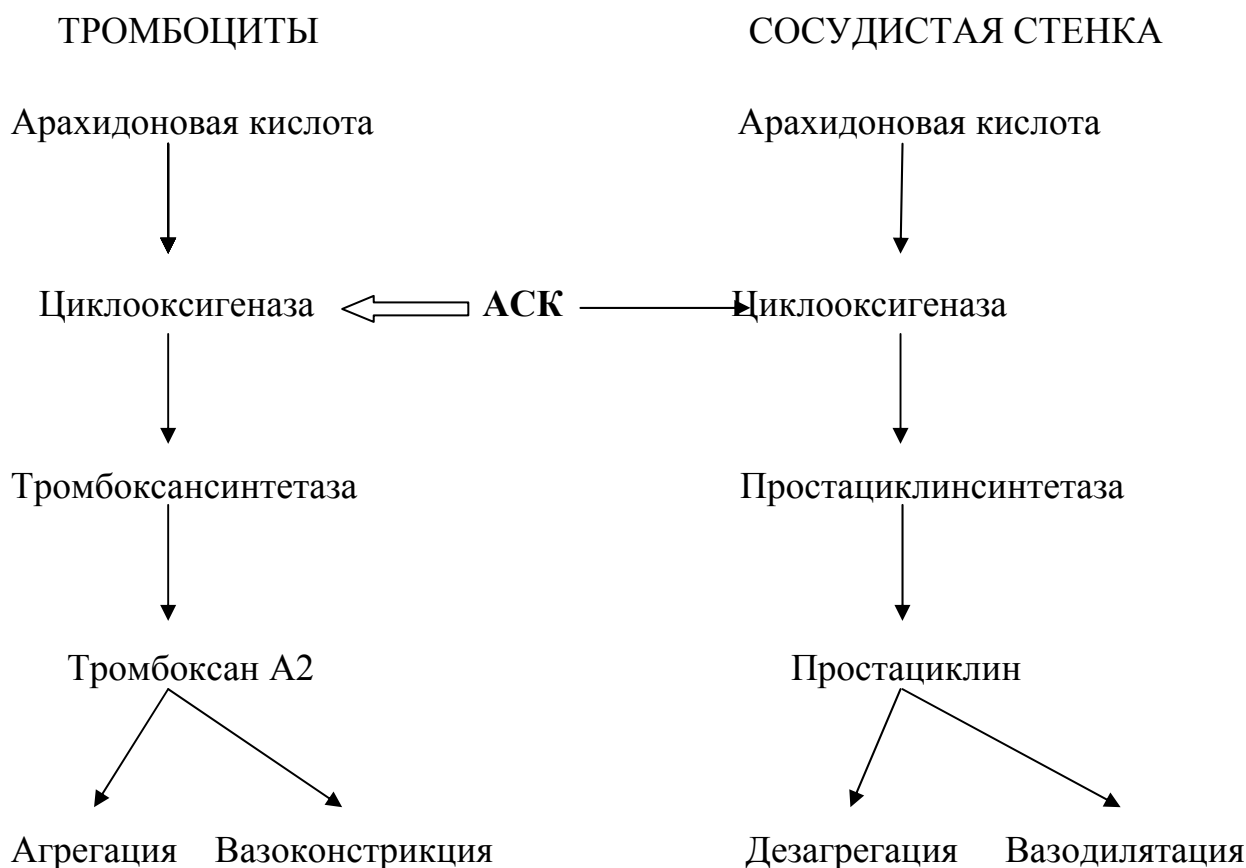 ТРОМБОЦИТЫ СОСУДИСТАЯ СТЕНКА
Арахидоновая кислота Арахидоновая кислота
Циклооксигеназа АСК Циклооксигеназа
Тромбоксансинтетаза Простациклинсинтетаза
Тромбоксан А2 Простациклин
Агрегация Вазоконстрикция Дезагрегация Вазодилятация